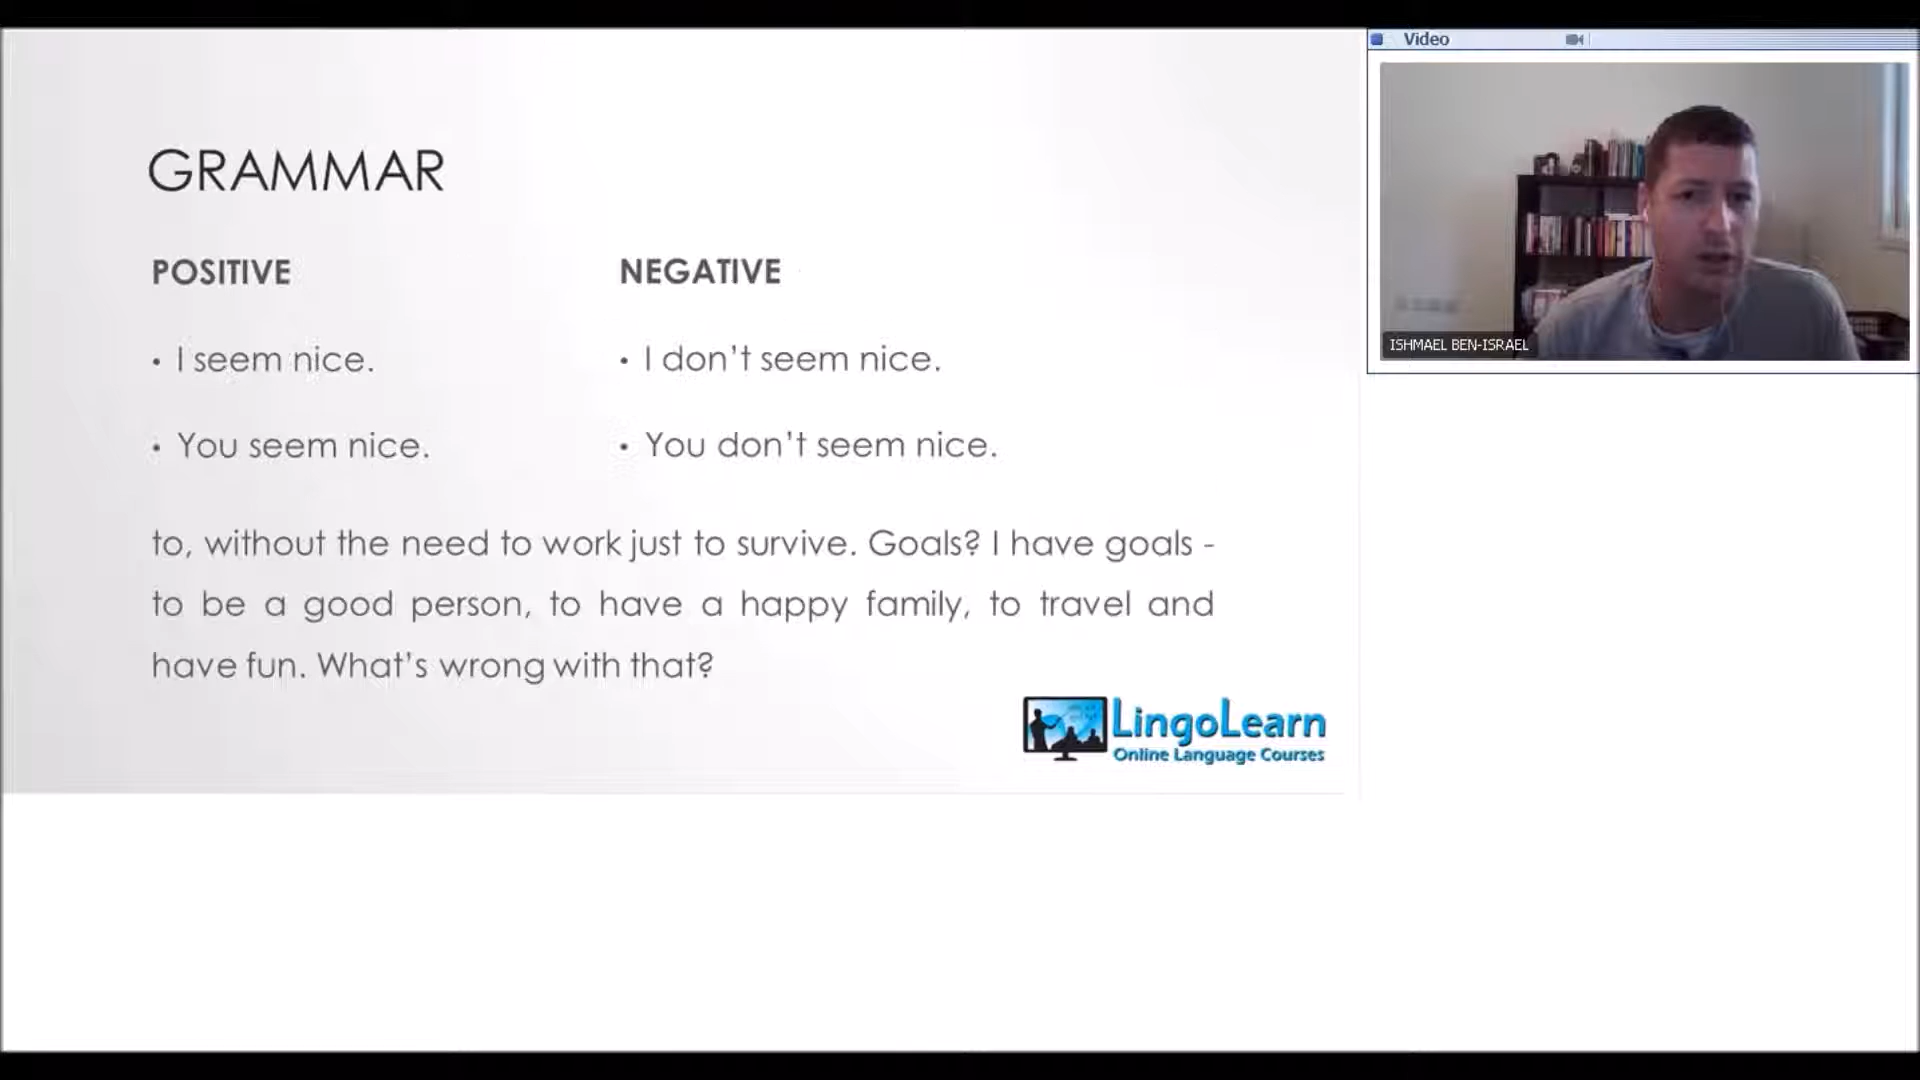 GRAMMAR
POSITIVE
• I seem nice.
• You seem nice.
NEGATIVE
• I don’t seem nice.
• You don’t seem nice.
to, without the need to work just to survive. Goals? I have goals -
to be a good person, to have a happy family, to travel and
have fun. What’s wrong with that?
LingoLearn
Online Language Courses
Video
ISHMAEL BEN-ISRAEL